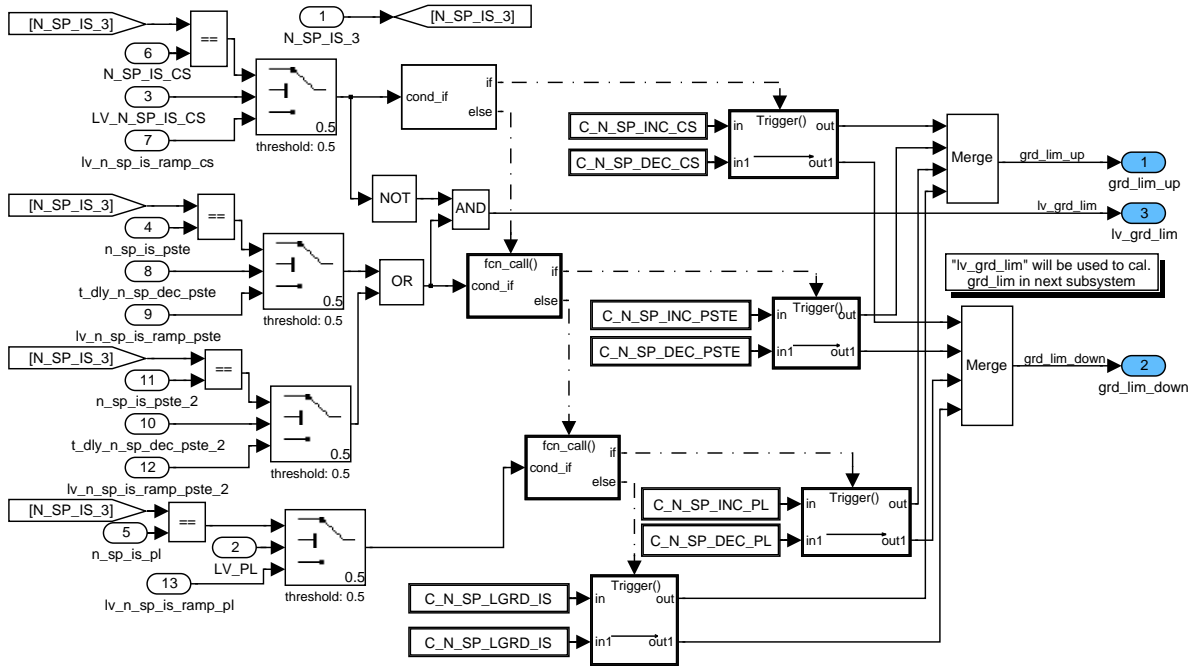 [N_SP_IS_3]
==
6
N_SP_IS_CS
3
LV_N_SP_IS_CS
7
lv_n_sp_is_ramp_cs
0.5
threshold: 0.5
1
N_SP_IS_3
[N_SP_IS_3]
cond_if
if
else
C_N_SP_INC_CS
C_N_SP_DEC_CS
Trigger()
in
in1
out
out1
Merge
grd_lim_up
1
grd_lim_up
NOT
AND
lv_grd_lim
3
lv_grd_lim
[N_SP_IS_3]
==
4
n_sp_is_pste
8
t_dly_n_sp_dec_pste
9
lv_n_sp_is_ramp_pste
0.5
threshold: 0.5
OR
fcn_call()
cond_if
if
else
"lv_grd_lim" will be used to cal.
grd_lim in next subsystem
C_N_SP_INC_PSTE
C_N_SP_DEC_PSTE
Trigger()
in
in1
out
out1
Merge
grd_lim_down
2
grd_lim_down
[N_SP_IS_3]
==
11
n_sp_is_pste_2
10
t_dly_n_sp_dec_pste_2
12
lv_n_sp_is_ramp_pste_2
0.5
threshold: 0.5
fcn_call()
cond_if
if
else
[N_SP_IS_3]
==
5
n_sp_is_pl
2
LV_PL
13
lv_n_sp_is_ramp_pl
0.5
threshold: 0.5
C_N_SP_INC_PL
C_N_SP_DEC_PL
Trigger()
in
in1
out
out1
C_N_SP_LGRD_IS
C_N_SP_LGRD_IS
Trigger()
in
in1
out
out1